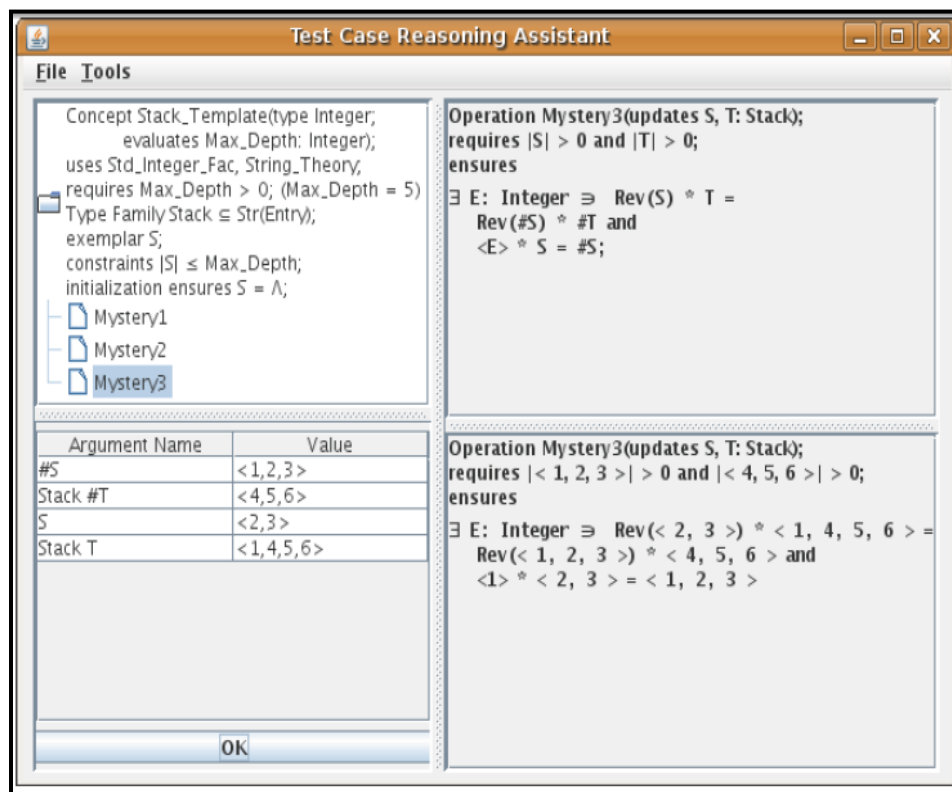 Test Case Reasoning Assistant
File Tools
Concept Stack_Template(type Integer;
evaluates Max_Depth: Integer);
uses Std_Integer_Fac, String_Theory;
requires Max_Depth > 0; (Max_Depth = 5)
Type Family Stack ⊆ Str(Entry);
exemplar S;
constraints |S| ≤ Max_Depth;
initialization ensures S = Λ;
Mystery1
Mystery2
Mystery3
Argument Name Value
#S <1,2,3>
Stack #T <4,5,6>
S <2,3>
Stack T <1,4,5,6>
OK
Operation Mystery3(updates S, T: Stack);
requires |S| > 0 and |T| > 0;
ensures
∃ E: Integer ∋ Rev(S) * T =
Rev(#S) * #T and
<E> * S = #S;
Operation Mystery3(updates S, T: Stack);
requires |< 1, 2, 3 >| > 0 and |< 4, 5, 6 >| > 0;
ensures
∃ E: Integer ∋ Rev(< 2, 3 >) * < 1, 4, 5, 6 > =
Rev(< 1, 2, 3 >) * < 4, 5, 6 > and
<1> * < 2, 3 > = < 1, 2, 3 >